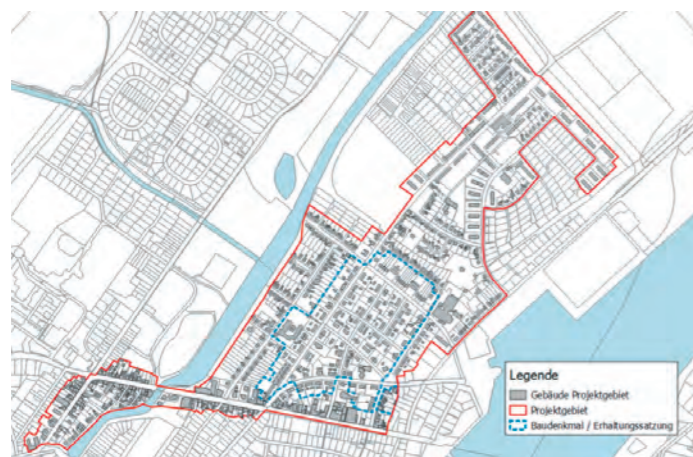 Legende
Gebäude Projektgebiet
Projektgebiet
Baudenkmal / Erhaltungssatzung